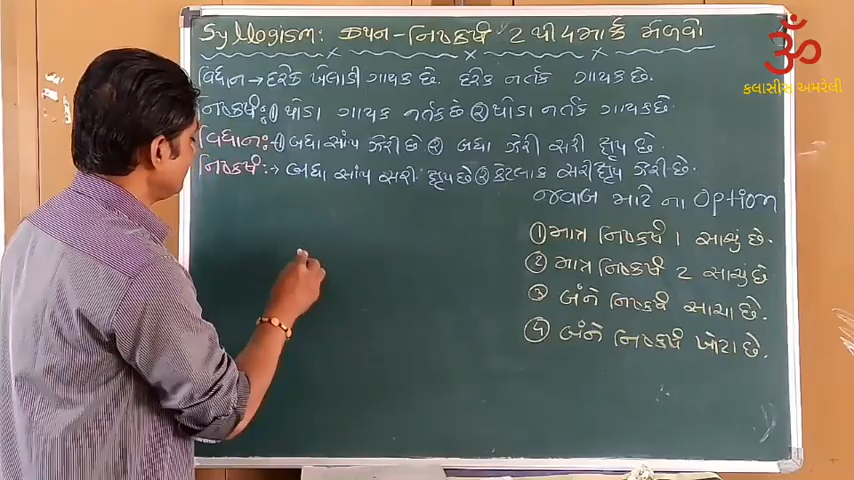 Syllogism: કથન-નિષ્કર્ષ 2 થી 4 માર્ક મેળવો
વિધાન → દરેક ખેલાડી ગાયક છે. દરેક નર્તક ગાયક છે.
નિષ્કર્ષ: ① થોડા ગાયક નર્તક છે ② થોડા નર્તક ગાયક છે.
વિધાન: → ① બધા સાંપ ઝેરી છે ② બધા ઝેરી સરીસૃપ છે.
નિષ્કર્ષ: → બધા સાંપ સરીસૃપ છે ② કેટલાક સરીસૃપ ઝેરી છે.
જવાબ માટે ના Option
① માત્ર નિષ્કર્ષ 1 સાચું છે.
② માત્ર નિષ્કર્ષ 2 સાચું છે
③ બંને નિષ્કર્ષ સાચા છે.
④ બંને નિષ્કર્ષ ખોટા છે.
ૐ
કલાસીસ અમરેલી